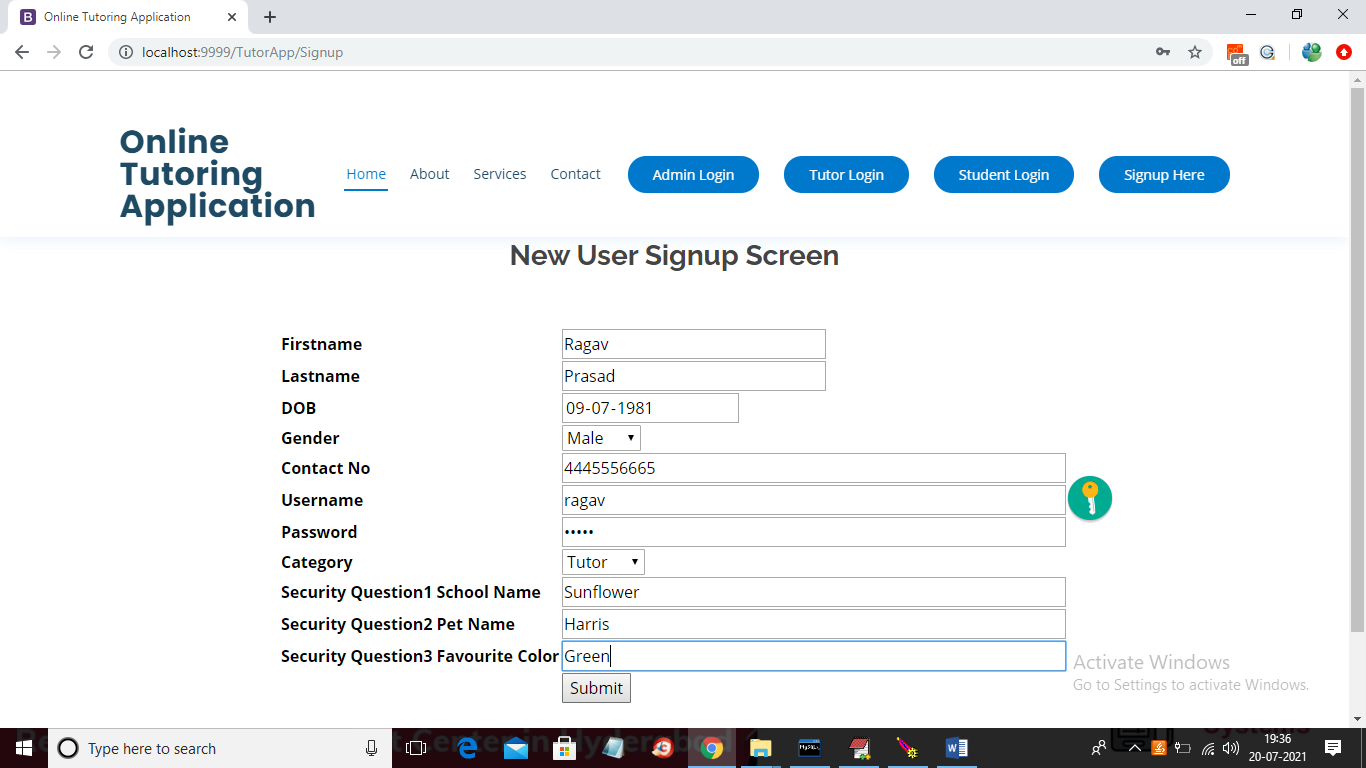 Online Tutoring Application
localhost:9999/TutorApp/Signup
off
Online
Tutoring
Application
Home About Services Contact Admin Login Tutor Login Student Login Signup Here
New User Signup Screen
Firstname Ragav
Lastname Prasad
DOB 09-07-1981
Gender Male
Contact No 4445556665
Username ragav
Password •••••
Category Tutor
Security Question1 School Name Sunflower
Security Question2 Pet Name Harris
Security Question3 Favourite Color Green
Submit
Activate Windows
Go to Settings to activate Windows.
Type here to search
19:36
20-07-2021